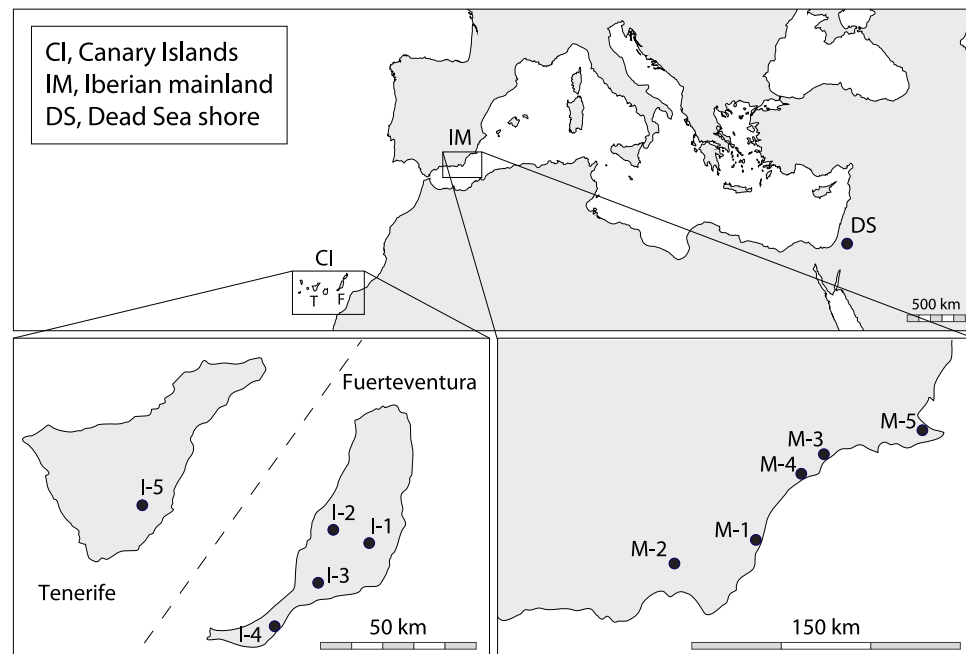 CI, Canary Islands
IM, Iberian mainland
DS, Dead Sea shore
IM
DS
CI
T
F
500 km
Fuerteventura
I-5
I-2
I-1
I-3
Tenerife
I-4
50 km
M-5
M-3
M-4
M-1
M-2
150 km